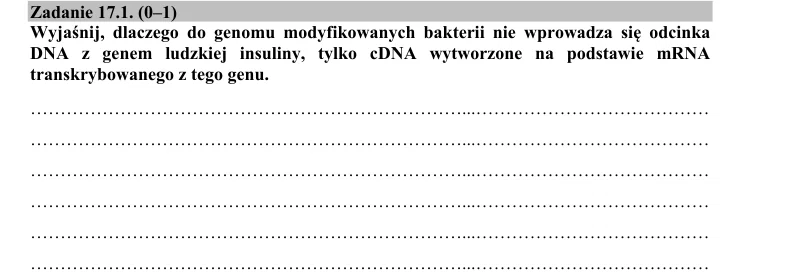 Zadanie 17.1. (0–1)
Wyjaśnij, dlaczego do genomu modyfikowanych bakterii nie wprowadza się odcinka
DNA z genem ludzkiej insuliny, tylko cDNA wytworzone na podstawie mRNA
transkrybowanego z tego genu.